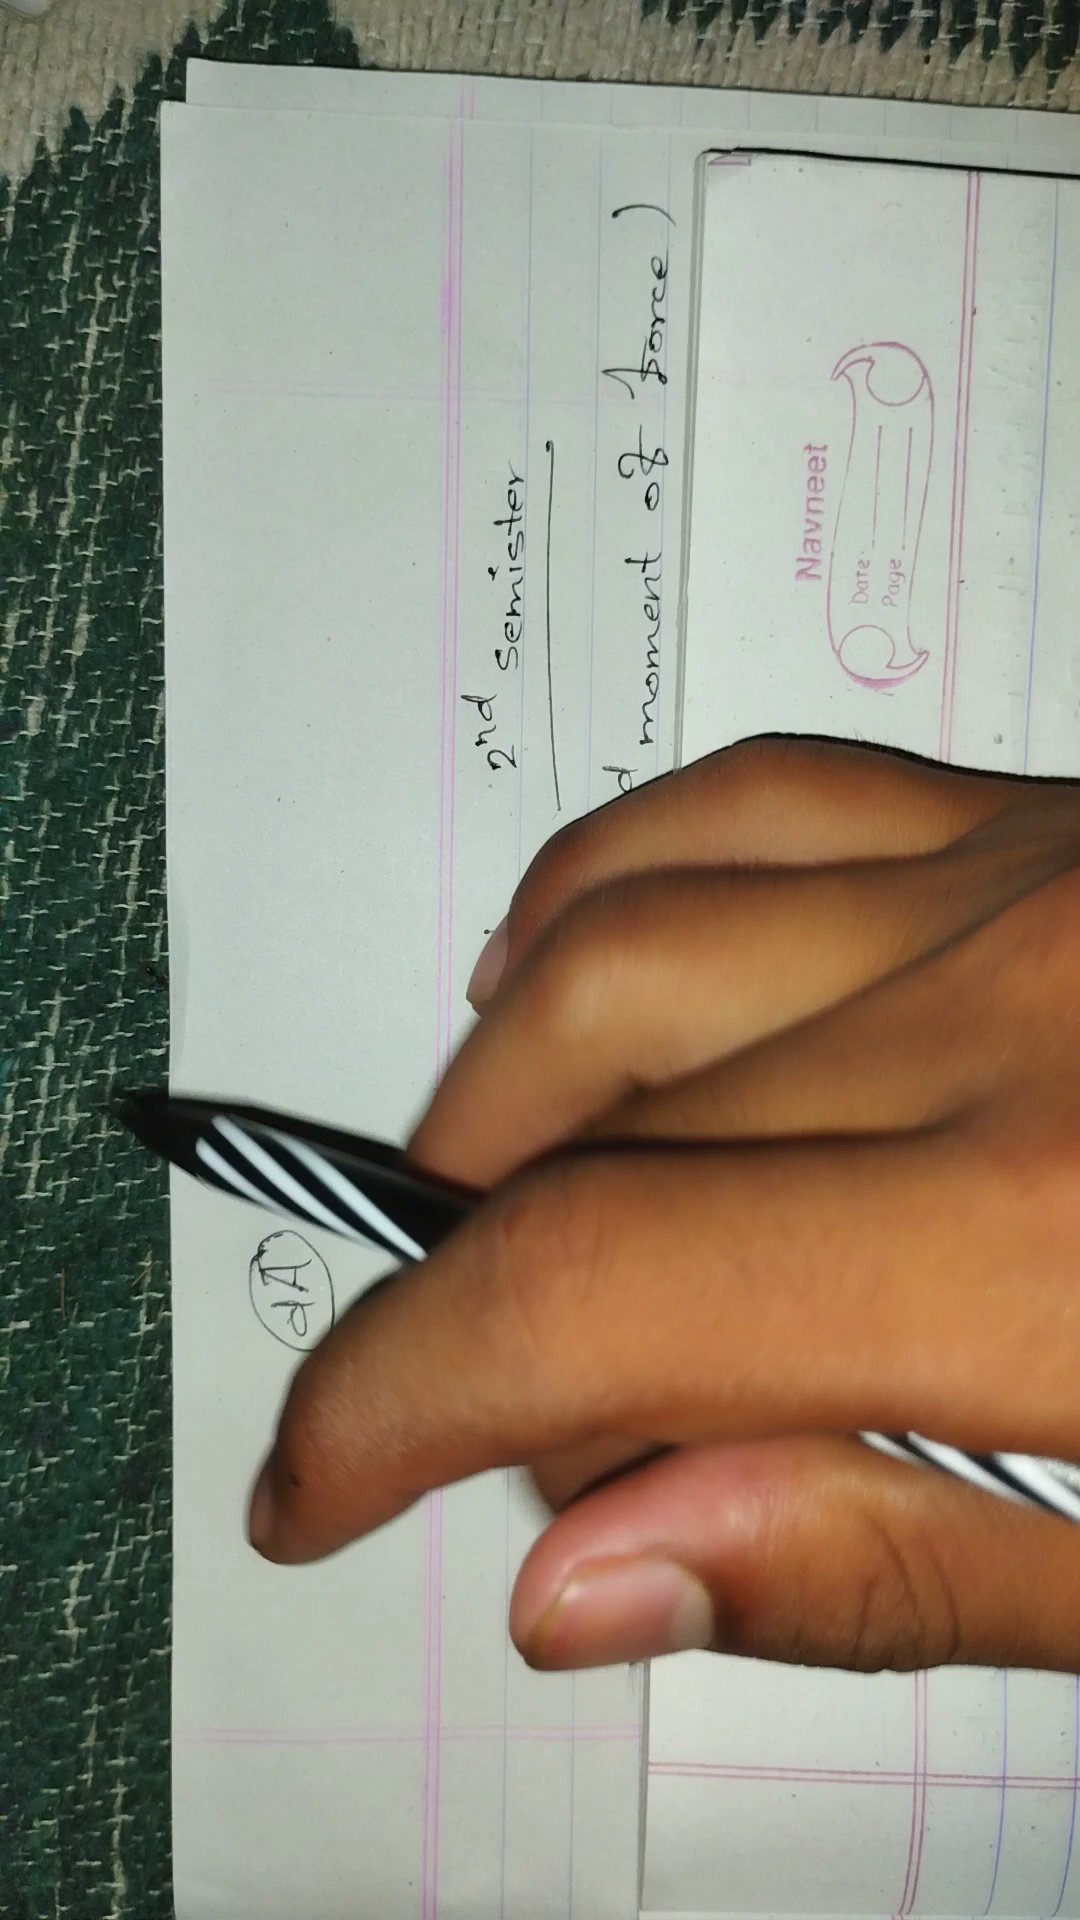 dA
2nd semister
d moment of force)
Navneet
Date
Page